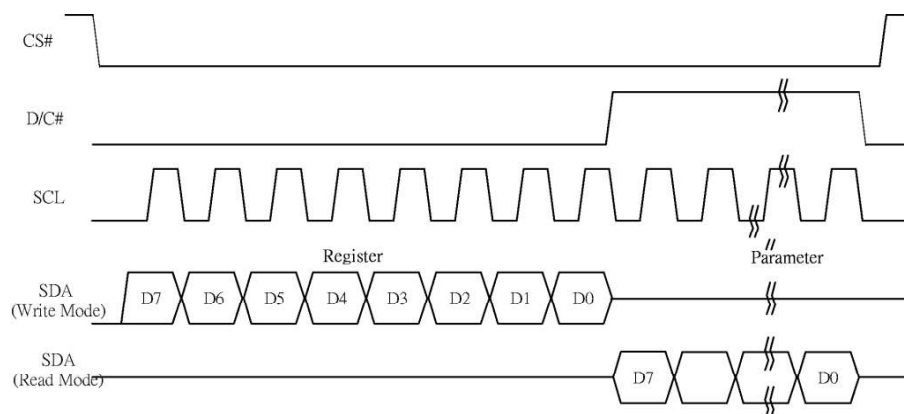 CS#
D/C#
SCL
Register
Parameter
SDA
(Write Mode)
D7 D6 D5 D4 D3 D2 D1 D0
SDA
(Read Mode)
D7 D0